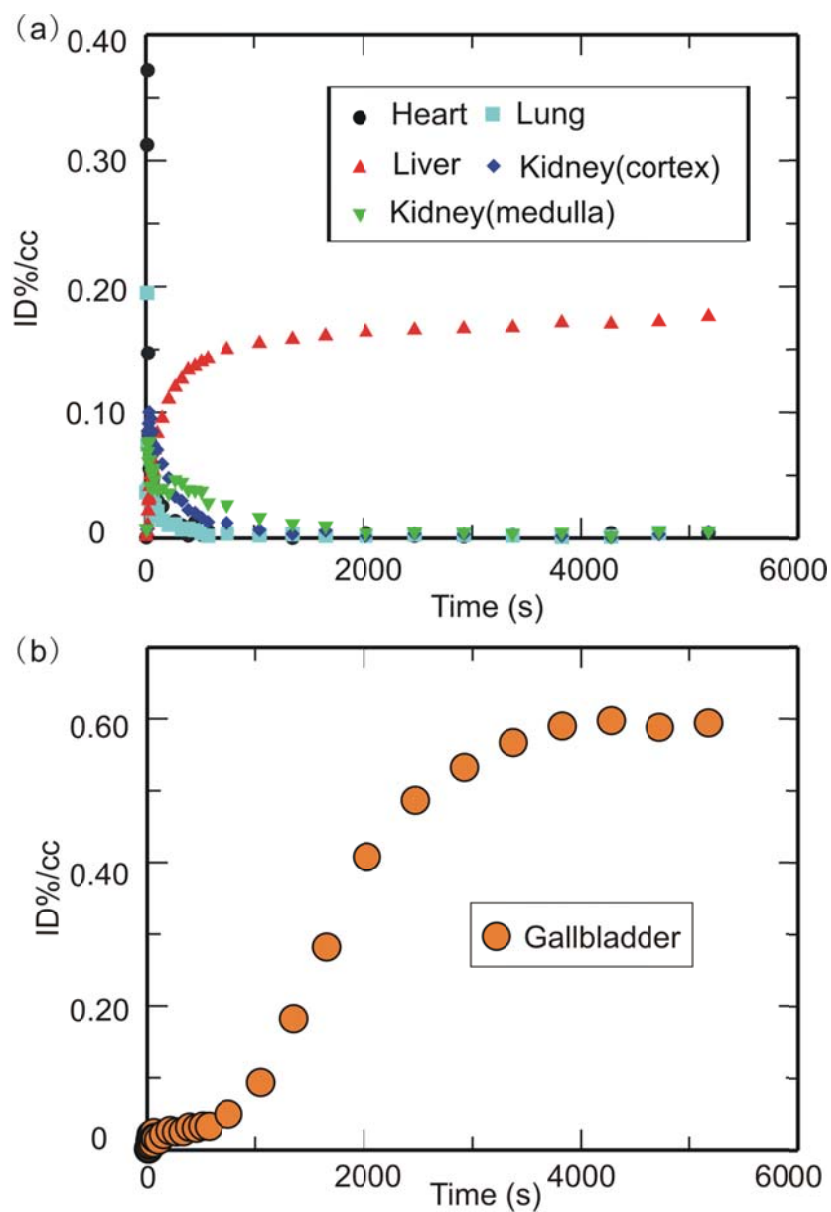 (a)
0.40
0.30
0.20
0.10
0
ID%/cc
Heart Lung
Liver Kidney(cortex)
Kidney(medulla)
0 2000 4000 6000
Time (s)
(b)
0.60
0.40
0.20
0
ID%/cc
Gallbladder
0 2000 4000 6000
Time (s)